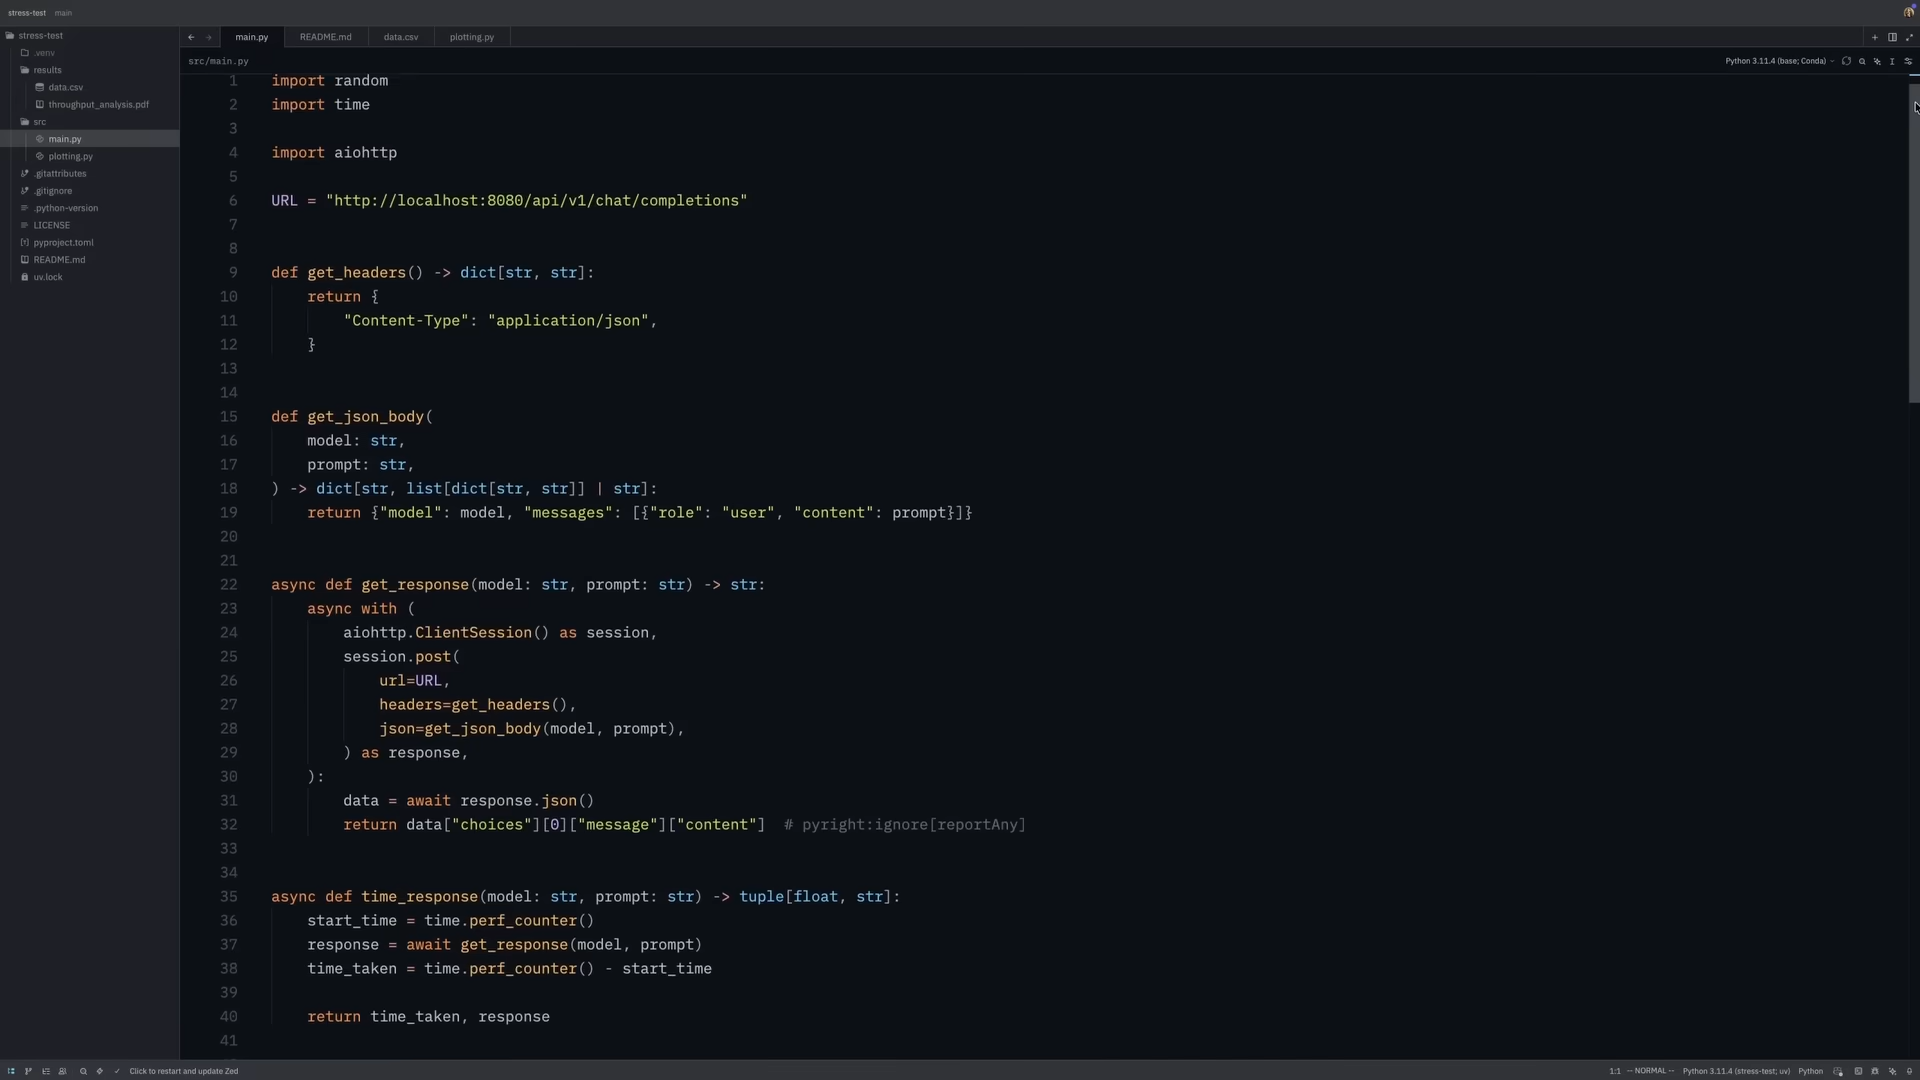 stress-test main
stress-test
.venv
results
data.csv
throughput_analysis.pdf
src
main.py
plotting.py
.gitattributes
.gitignore
.python-version
LICENSE
pyproject.toml
README.md
uv.lock
main.py README.md data.csv plotting.py
src/main.py
Python 3.11.4 (base; Conda)
1 import random
2 import time
3
4 import aiohttp
5
6 URL = "http://localhost:8080/api/v1/chat/completions"
7
8
9 def get_headers() -> dict[str, str]:
10 return {
11 "Content-Type": "application/json",
12 }
13
14
15 def get_json_body(
16 model: str,
17 prompt: str,
18 ) -> dict[str, list[dict[str, str]] | str]:
19 return {"model": model, "messages": [{"role": "user", "content": prompt}]}
20
21
22 async def get_response(model: str, prompt: str) -> str:
23 async with (
24 aiohttp.ClientSession() as session,
25 session.post(
26 url=URL,
27 headers=get_headers(),
28 json=get_json_body(model, prompt),
29 ) as response,
30 ):
31 data = await response.json()
32 return data["choices"][0]["message"]["content"] # pyright:ignore[reportAny]
33
34
35 async def time_response(model: str, prompt: str) -> tuple[float, str]:
36 start_time = time.perf_counter()
37 response = await get_response(model, prompt)
38 time_taken = time.perf_counter() - start_time
39
40 return time_taken, response
41
Click to restart and update Zed
1:1 -- NORMAL -- Python 3.11.4 (stress-test; uv) Python